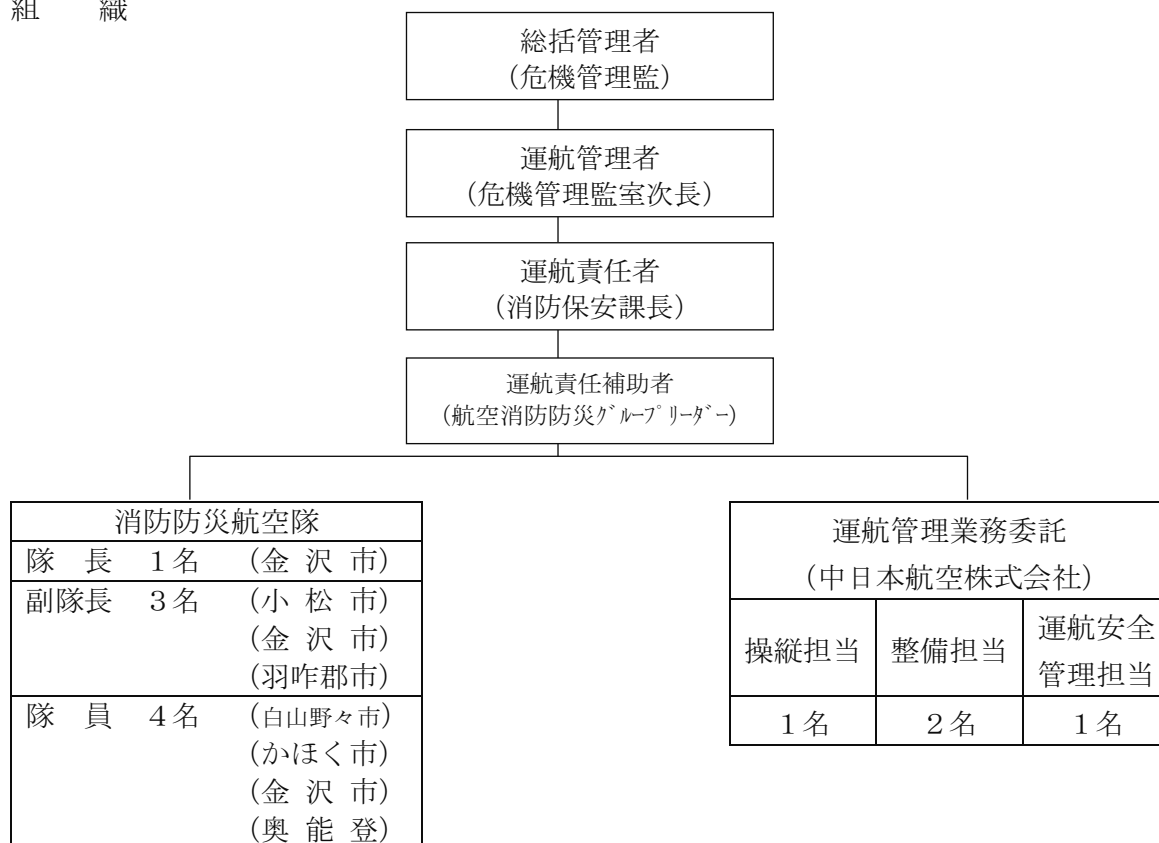 組　　織
総括管理者
（危機管理監）
運航管理者
（危機管理監室次長）
運航責任者
（消防保安課長）
運航責任補助者
（航空消防防災ｸﾞﾙｰﾌﾟﾘｰﾀﾞｰ）
消防防災航空隊
隊　長　１名　（金 沢 市）
副隊長　３名　（小 松 市）
（金 沢 市）
（羽咋郡市）
隊　員　４名　（白山野々市）
（かほく市）
（金 沢 市）
（奥 能 登）
運航管理業務委託
（中日本航空株式会社）
操縦担当　整備担当　運航安全
管理担当
１名　２名　１名